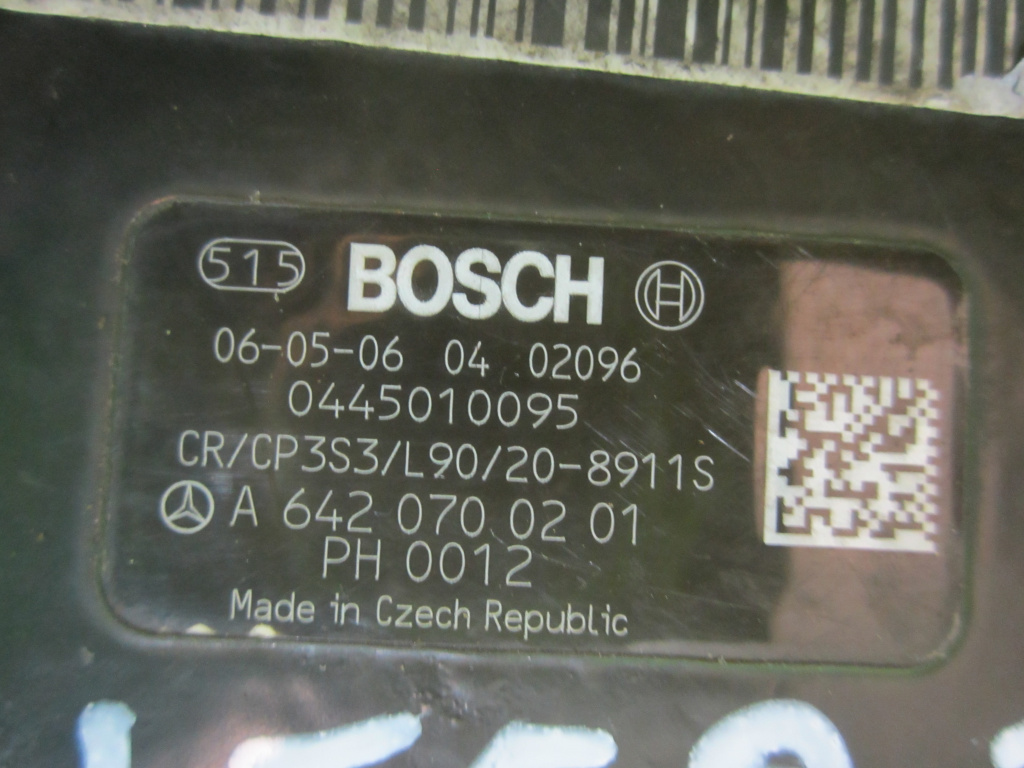 515 BOSCH
06-05-06 04 02096
0445010095
CR/CP3S3/L90/20-8911S
A 642 070 02 01
PH 0012
Made in Czech Republic